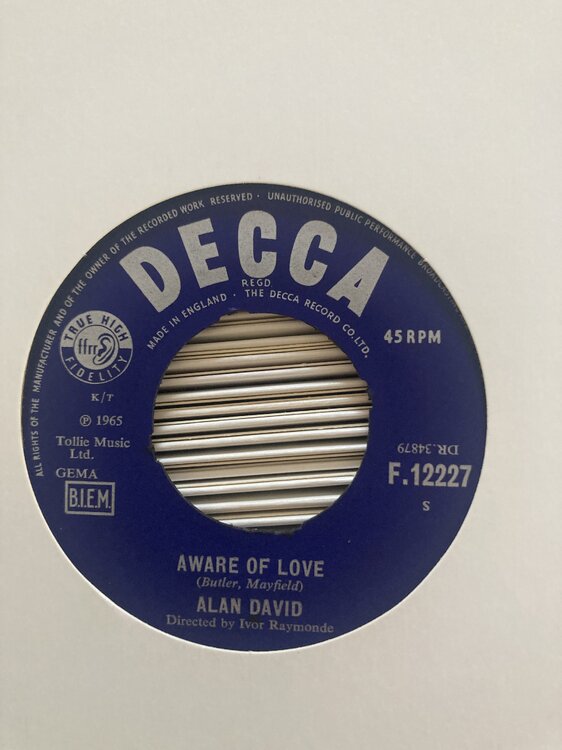 ALL RIGHTS OF THE MANUFACTURER AND OF THE OWNER OF THE RECORDED WORK RESERVED · UNAUTHORISED PUBLIC PERFORMANCE
DECCA
REGD
MADE IN ENGLAND · THE DECCA RECORD CO. LTD.
TRUE HIGH
ffrr
FIDELITY
45 RPM
K/T
℗ 1965
Tollie Music
Ltd.
GEMA
B.I.E.M.
DR.34879
F.12227
S
AWARE OF LOVE
(Butler, Mayfield)
ALAN DAVID
Directed by Ivor Raymonde